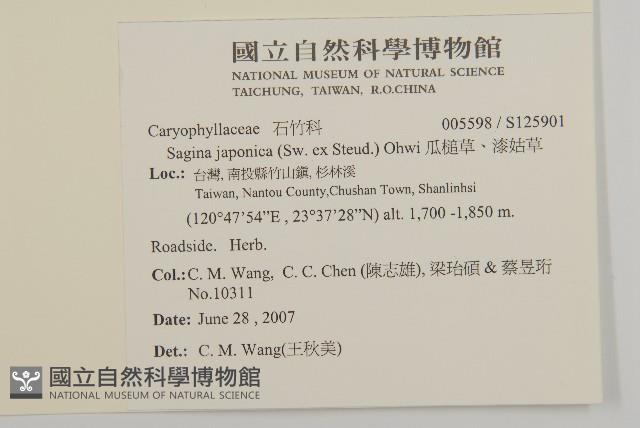 國立自然科學博物館
NATIONAL MUSEUM OF NATURAL SCIENCE
TAICHUNG, TAIWAN, R.O.CHINA
Caryophyllaceae 石竹科 005598 / S125901
Sagina japonica (Sw. ex Steud.) Ohwi 瓜槌草、漆姑草
Loc.: 台灣, 南投縣竹山鎭, 杉林溪
Taiwan, Nantou County,Chushan Town, Shanlinhsi
(120°47’54”E , 23°37’28”N) alt. 1,700 -1,850 m.
Roadside. Herb.
Col.: C. M. Wang, C. C. Chen (陳志雄), 梁珆碩 & 蔡昱珩
No.10311
Date: June 28 , 2007
Det.: C. M. Wang(王秋美)
國立自然科學博物館
NATIONAL MUSEUM OF NATURAL SCIENCE